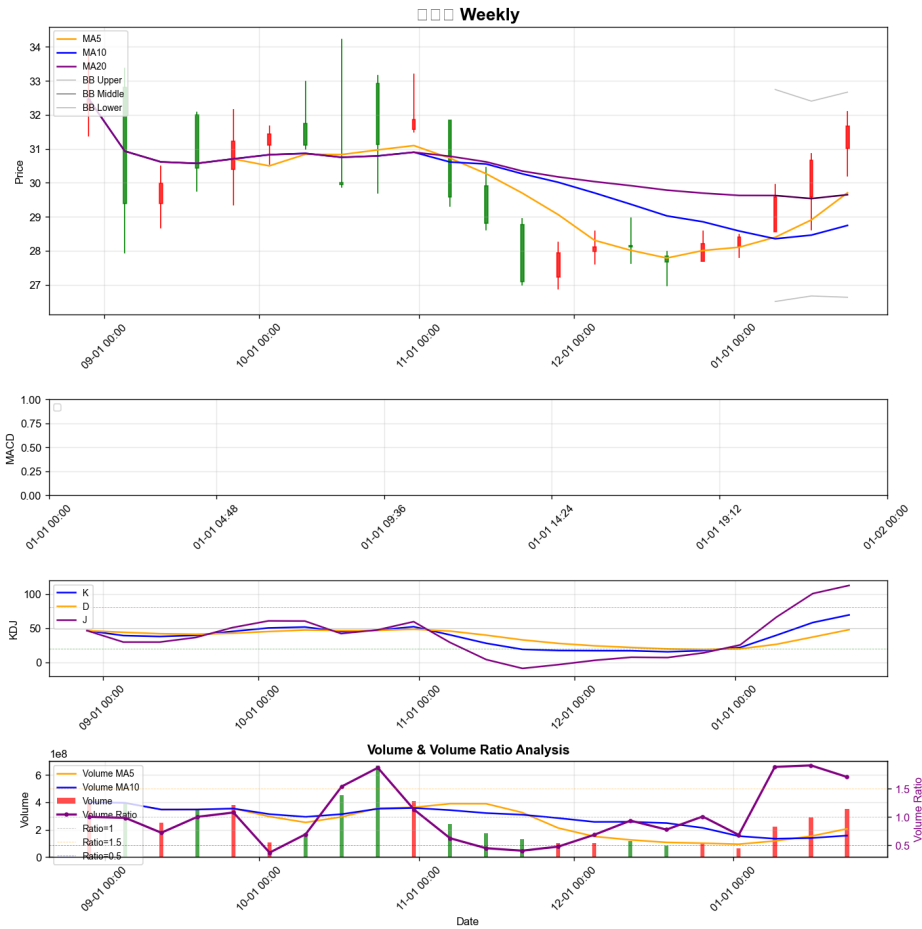 □□□ Weekly
MA5
MA10
MA20
BB Upper
BB Middle
BB Lower
34
33
32
31
30
29
28
27
Price
09-01 00:00
10-01 00:00
11-01 00:00
12-01 00:00
01-01 00:00
1.00
0.75
0.50
0.25
0.00
MACD
01-01 00:00
01-01 04:48
01-01 09:36
01-01 14:24
01-01 19:12
01-02 00:00
K
D
J
100
50
0
KDJ
09-01 00:00
10-01 00:00
11-01 00:00
12-01 00:00
01-01 00:00
Volume & Volume Ratio Analysis
1e8
Volume MA5
Volume MA10
Volume
Volume Ratio
Ratio=1
Ratio=1.5
Ratio=0.5
6
4
2
0
Volume
1.5
1.0
0.5
Volume Ratio
09-01 00:00
10-01 00:00
11-01 00:00
12-01 00:00
01-01 00:00
Date